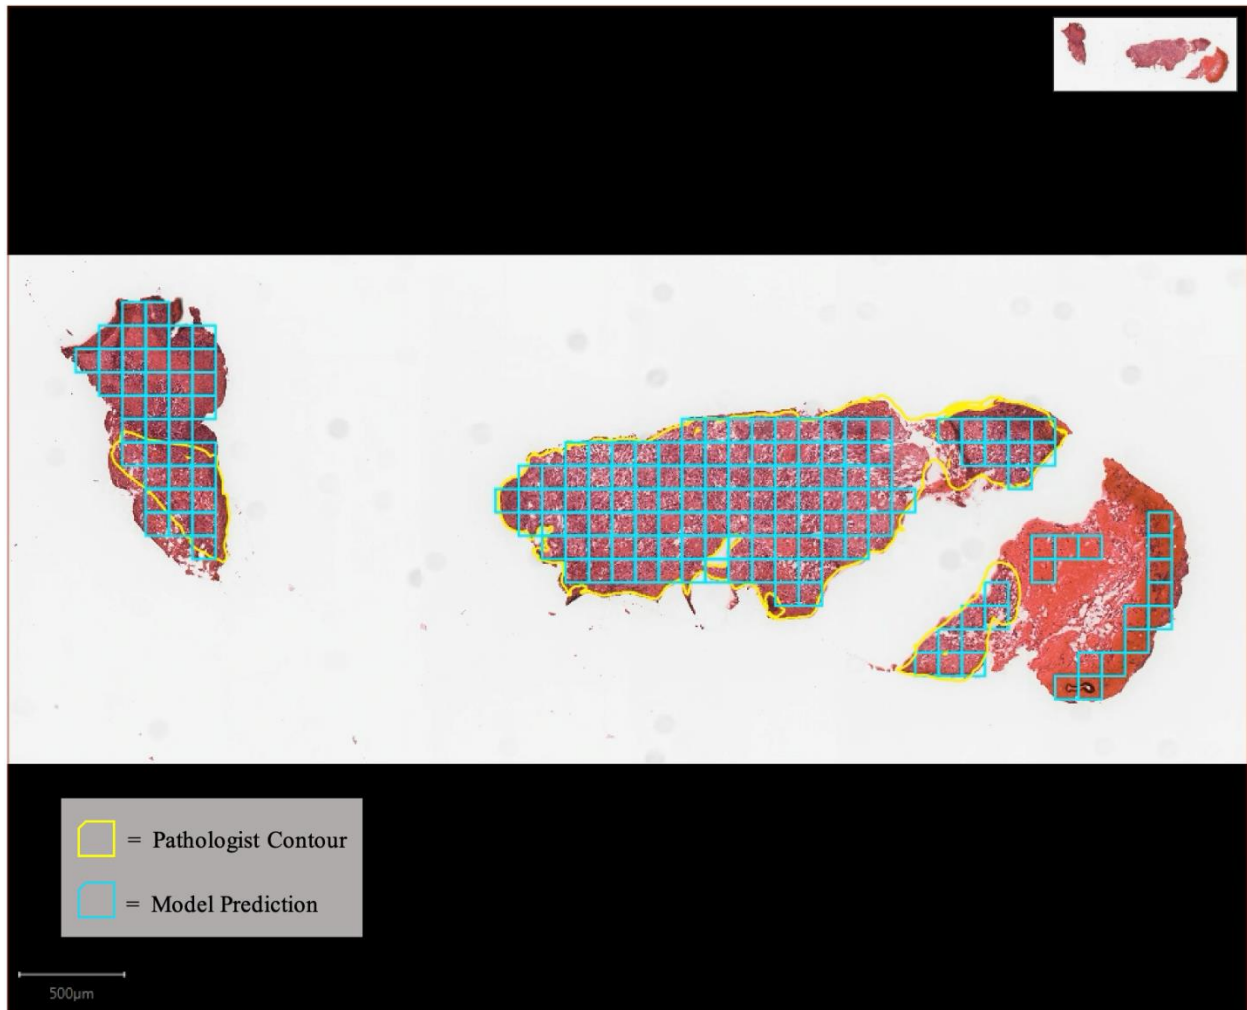 = Pathologist Contour
= Model Prediction
500µm